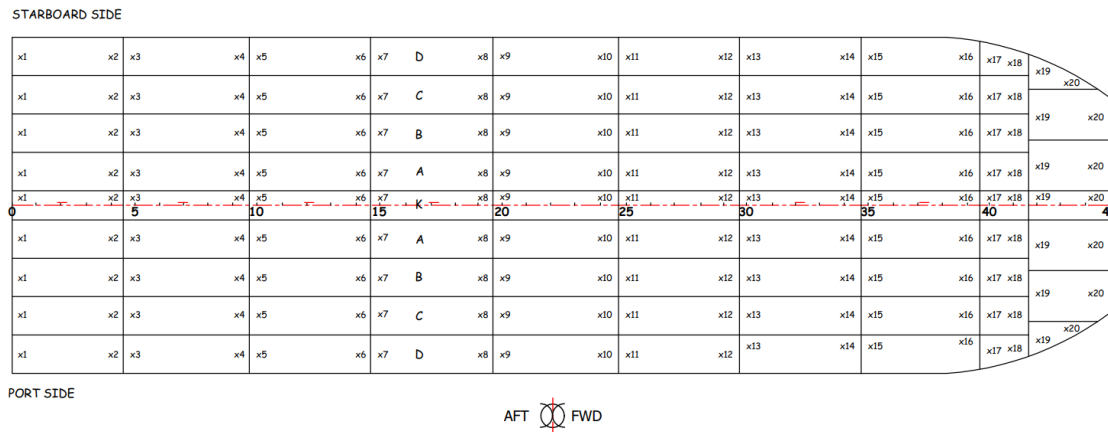 STARBOARD SIDE
x1 x2 x3 x4 x5 x6 x7 D x8 x9 x10 x11 x12 x13 x14 x15 x16 x17 x18 x19 x20
x1 x2 x3 x4 x5 x6 x7 C x8 x9 x10 x11 x12 x13 x14 x15 x16 x17 x18 x19 x20
x1 x2 x3 x4 x5 x6 x7 B x8 x9 x10 x11 x12 x13 x14 x15 x16 x17 x18
x1 x2 x3 x4 x5 x6 x7 A x8 x9 x10 x11 x12 x13 x14 x15 x16 x17 x18 x19 x20
x1 x2 x3 x4 x5 x6 x7 K x8 x9 x10 x11 x12 x13 x14 x15 x16 x17 x18 x19 x20
0 5 10 15 20 25 30 35 40
x1 x2 x3 x4 x5 x6 x7 A x8 x9 x10 x11 x12 x13 x14 x15 x16 x17 x18 x19 x20
x1 x2 x3 x4 x5 x6 x7 B x8 x9 x10 x11 x12 x13 x14 x15 x16 x17 x18 x19 x20
x1 x2 x3 x4 x5 x6 x7 C x8 x9 x10 x11 x12 x13 x14 x15 x16 x17 x18 x19 x20
x1 x2 x3 x4 x5 x6 x7 D x8 x9 x10 x11 x12 x13 x14 x15 x16 x17 x18
PORT SIDE
AFT FWD